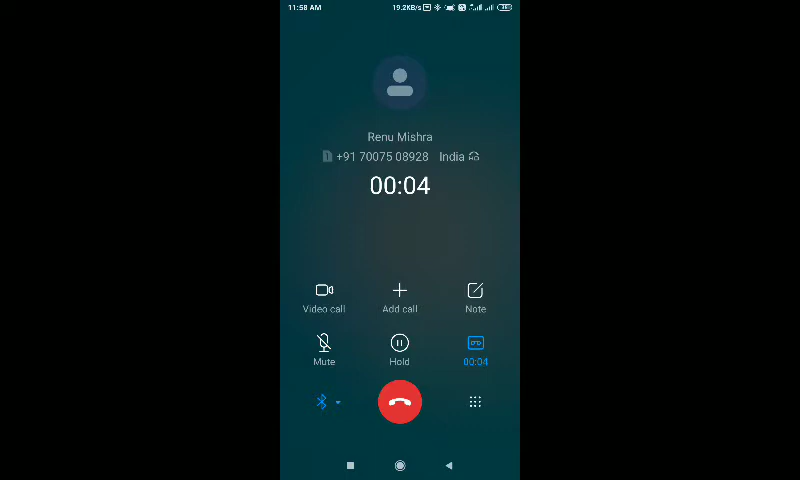 11:58 AM 19.2KB/s
Renu Mishra
+91 70075 08928 India
00:04
Video call Add call Note
Mute Hold 00:04